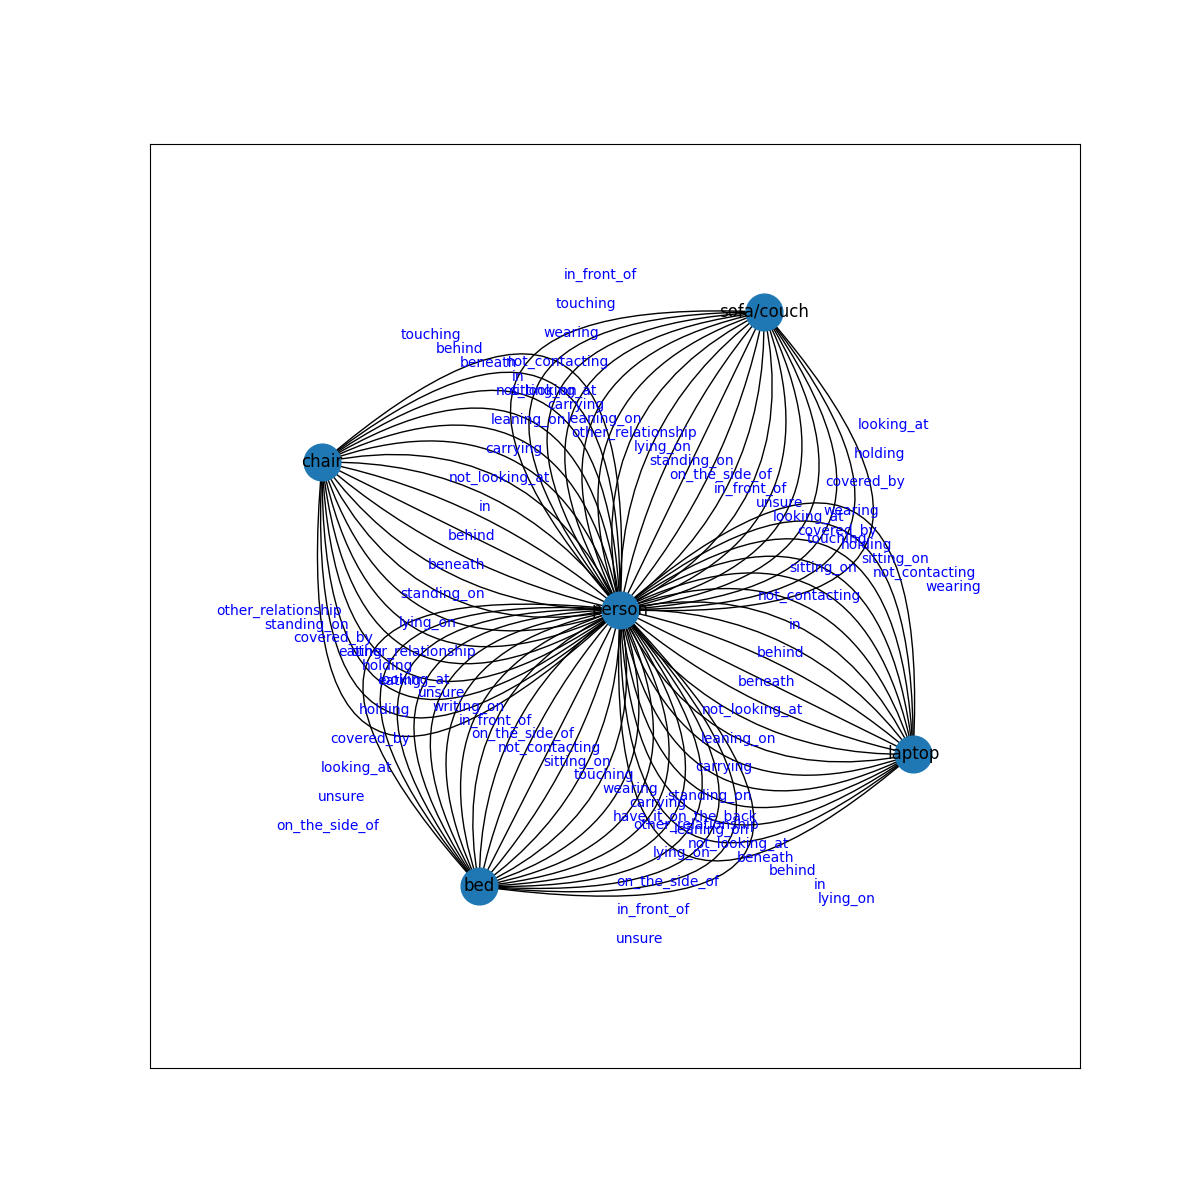 in_front_of
touching
wearing
sofa/couch
touching
behind
beneath
not_contacting
in
not_looking_at
sitting_on
carrying
leaning_on
leaning_on
looking_at
other_relationship
lying_on
carrying
holding
standing_on
chair
on_the_side_of
not_looking_at
covered_by
in_front_of
unsure
in
wearing
looking_at
covered_by
behind
touching
holding
sitting_on
beneath
sitting_on
not_contacting
wearing
standing_on
not_contacting
other_relationship
person
standing_on
lying_on
in
covered_by
eating
other_relationship
behind
holding
looking_at
eating
beneath
unsure
writing_on
holding
not_looking_at
in_front_of
on_the_side_of
covered_by
leaning_on
not_contacting
laptop
sitting_on
looking_at
carrying
touching
wearing
unsure
standing_on
carrying
have_it_on_the_back
on_the_side_of
other_relationship
leaning_on
not_looking_at
lying_on
beneath
behind
bed
on_the_side_of
in
lying_on
in_front_of
unsure